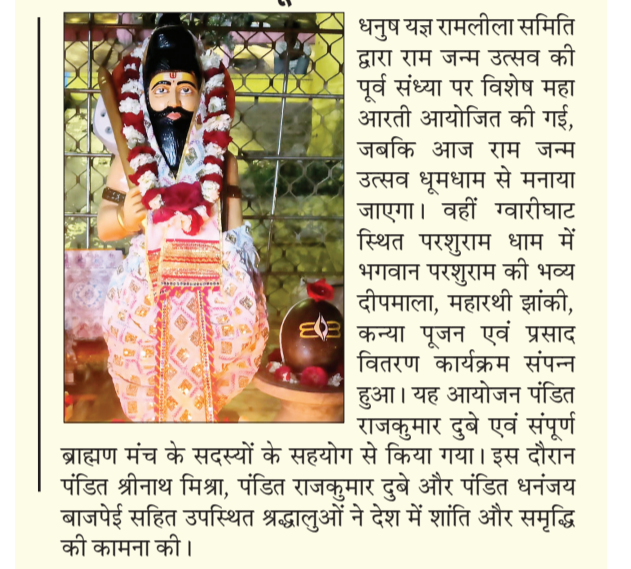 धनुष यज्ञ रामलीला समिति
द्वारा राम जन्म उत्सव की
पूर्व संध्या पर विशेष महा
आरती आयोजित की गई,
जबकि आज राम जन्म
उत्सव धूमधाम से मनाया
जाएगा। वहीं ग्वारीघाट
स्थित परशुराम धाम में
भगवान परशुराम की भव्य
दीपमाला, महारथी झांकी,
कन्या पूजन एवं प्रसाद
वितरण कार्यक्रम संपन्न
हुआ। यह आयोजन पंडित
राजकुमार दुबे एवं संपूर्ण
ब्राह्मण मंच के सदस्यों के सहयोग से किया गया। इस दौरान
पंडित श्रीनाथ मिश्रा, पंडित राजकुमार दुबे और पंडित धनंजय
बाजपेई सहित उपस्थित श्रद्धालुओं ने देश में शांति और समृद्धि
की कामना की।